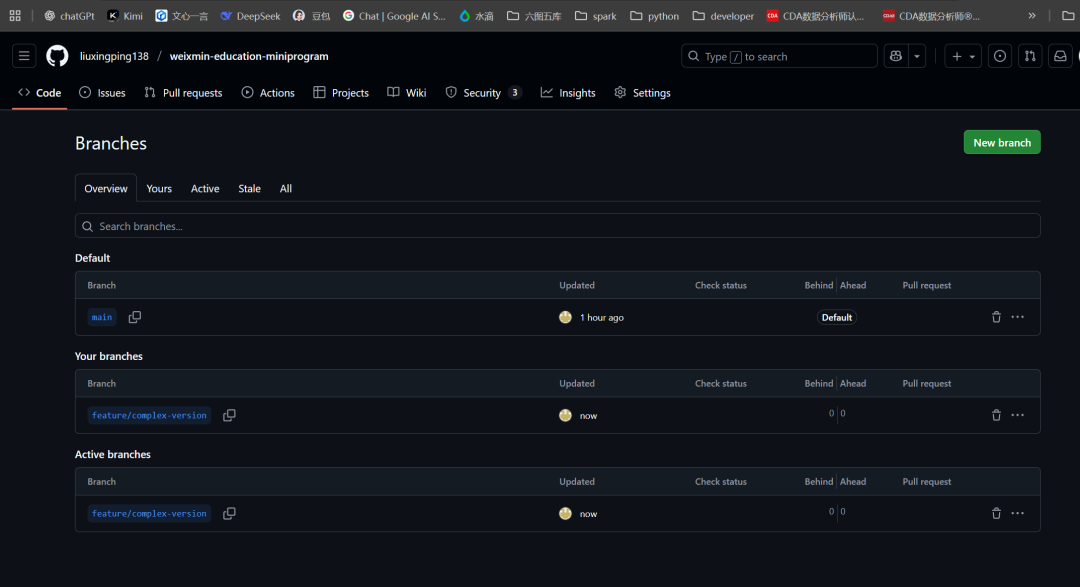 chatGPt Kimi 文心一言 DeepSeek 豆包 Chat | Google AI S... 水滴 六图五库 spark python developer CDA数据分析师认... CDA数据分析师®...
liuxingping138 / weixmin-education-miniprogram Type / to search
Code Issues Pull requests Actions Projects Wiki Security 3 Insights Settings
Branches New branch
Overview Yours Active Stale All
Search branches...
Default
Branch Updated Check status Behind Ahead Pull request
main 1 hour ago Default
Your branches
Branch Updated Check status Behind Ahead Pull request
feature/complex-version now 0 0
Active branches
Branch Updated Check status Behind Ahead Pull request
feature/complex-version now 0 0